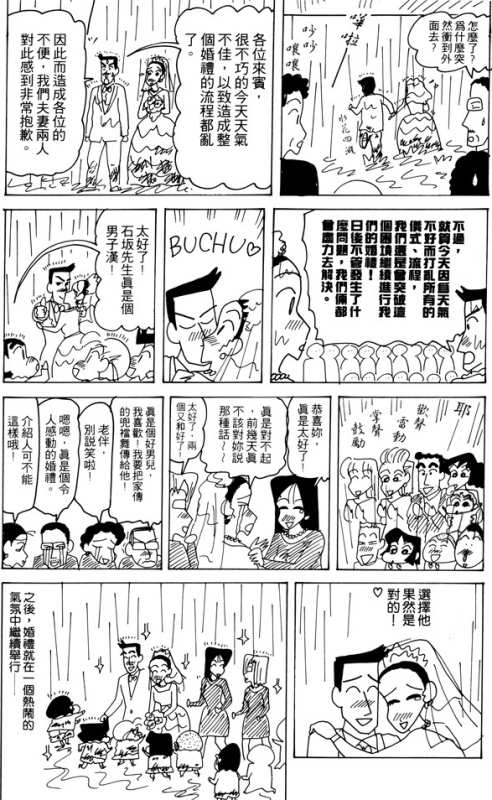 怎麼了?
為什麼突
然衝到外
面去?
嘩啦
吵吵
嚷嚷
水花四濺
各位來賓,
很不巧的今天天氣
不佳,以致造成整
個婚禮的流程都亂
了。
因此而造成各位的
不便,我們夫妻兩人
對此感到非常抱歉。
不過,
就算今天因為天氣
不好而打亂所有的
儀式、流程,
我們還是會突破這
個困境繼續進行我
們的婚禮!
日後不管發生了什
麼問題,我們倆都
會盡力去解決。
BUCHU♡
太好了!
石坂先生真是個
男子漢!
耶
歡聲
雷動
掌聲
鼓勵
恭喜妳,
真是太好了!
真是對不起
,前幾天真
不該對妳說
那種話~
太好了,兩
個又和好了!
真是個好男兒,
我喜歡!我要把家傳
的兜襠舞傳給他!
老伴,
別說笑啦!
嗯嗯,真是個令
人感動的婚禮。
介紹人可不能
這樣哦!
選擇他
果然是
對的!
♡
之後,婚禮就在一個熱鬧的
氣氛中繼續舉行